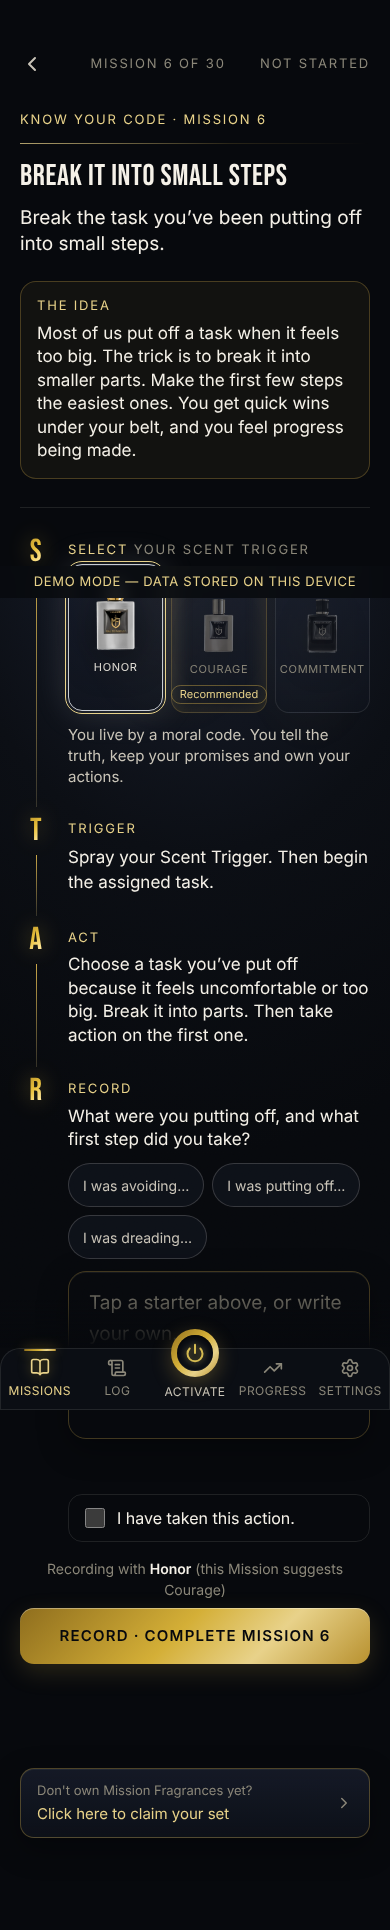 MISSION 6 OF 30 NOT STARTED
KNOW YOUR CODE · MISSION 6
BREAK IT INTO SMALL STEPS
Break the task you’ve been putting off
into small steps.
THE IDEA
Most of us put off a task when it feels
too big. The trick is to break it into
smaller parts. Make the first few steps
the easiest ones. You get quick wins
under your belt, and you feel progress
being made.
S SELECT YOUR SCENT TRIGGER
DEMO MODE — DATA STORED ON THIS DEVICE
HONOR COURAGE COMMITMENT
Recommended
You live by a moral code. You tell the
truth, keep your promises and own your
actions.
T TRIGGER
Spray your Scent Trigger. Then begin
the assigned task.
A ACT
Choose a task you’ve put off
because it feels uncomfortable or too
big. Break it into parts. Then take
action on the first one.
R RECORD
What were you putting off, and what
first step did you take?
I was avoiding... I was putting off...
I was dreading...
Tap a starter above, or write
your own
MISSIONS LOG ACTIVATE PROGRESS SETTINGS
I have taken this action.
Recording with Honor (this Mission suggests
Courage)
RECORD · COMPLETE MISSION 6
Don't own Mission Fragrances yet?
Click here to claim your set